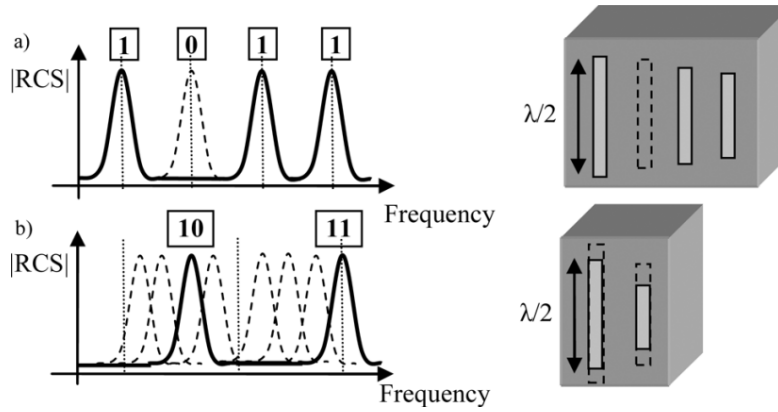 a)
1 0 1 1
|RCS|
λ/2
Frequency
b)
10 11
|RCS|
λ/2
Frequency